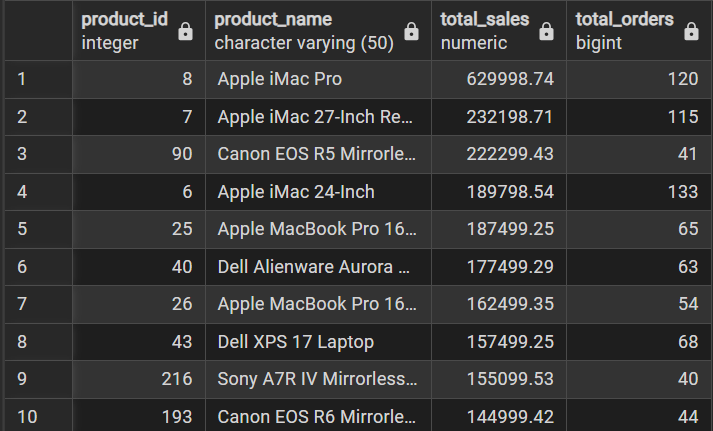 product_id product_name total_sales total_orders
integer character varying (50) numeric bigint
1 8 Apple iMac Pro 629998.74 120
2 7 Apple iMac 27-Inch Re... 232198.71 115
3 90 Canon EOS R5 Mirrorle... 222299.43 41
4 6 Apple iMac 24-Inch 189798.54 133
5 25 Apple MacBook Pro 16... 187499.25 65
6 40 Dell Alienware Aurora ... 177499.29 63
7 26 Apple MacBook Pro 16... 162499.35 54
8 43 Dell XPS 17 Laptop 157499.25 68
9 216 Sony A7R IV Mirrorless... 155099.53 40
10 193 Canon EOS R6 Mirrorle... 144999.42 44